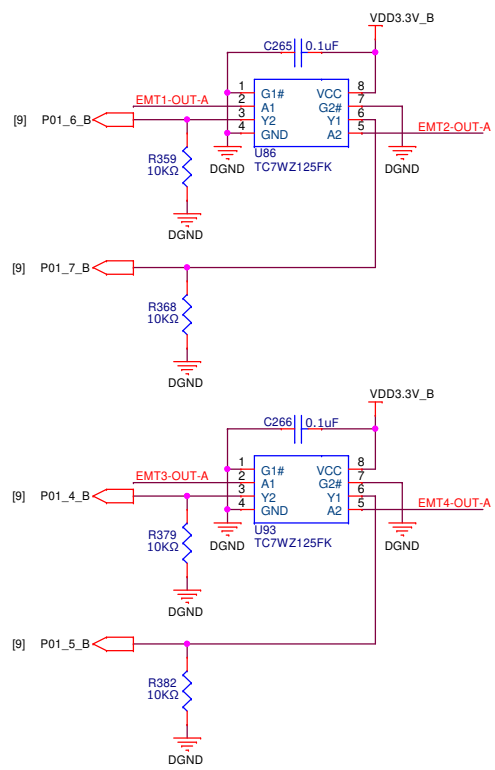 VDD3.3V_B
C265 0.1uF
1 G1# VCC 8
EMT1-OUT-A 2 A1 G2# 7
[9] P01_6_B 3 Y2 Y1 6
4 GND A2 5 EMT2-OUT-A
U86
TC7WZ125FK
DGND
DGND
R359
10KΩ
DGND
[9] P01_7_B
R368
10KΩ
DGND
VDD3.3V_B
C266 0.1uF
1 G1# VCC 8
EMT3-OUT-A 2 A1 G2# 7
[9] P01_4_B 3 Y2 Y1 6
4 GND A2 5 EMT4-OUT-A
U93
TC7WZ125FK
DGND
DGND
R379
10KΩ
DGND
[9] P01_5_B
R382
10KΩ
DGND